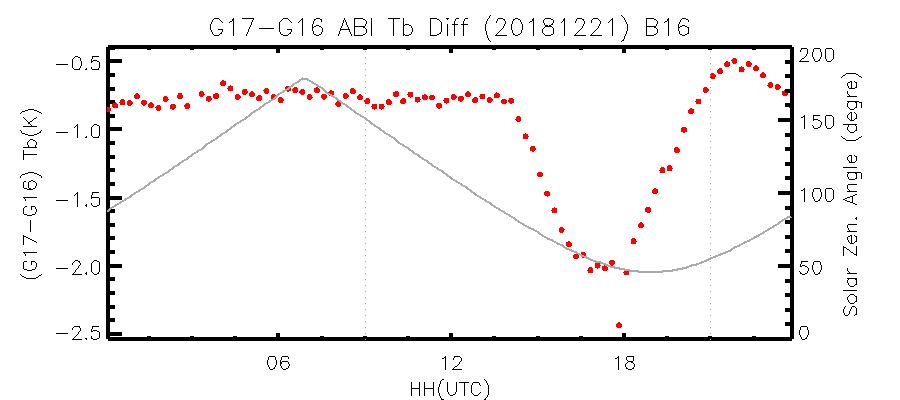 G17-G16 ABI Tb Diff (20181221) B16
(G17-G16) Tb(K)
-0.5
-1.0
-1.5
-2.0
-2.5
200
150
100
50
0
Solar Zen. Angle (degre)
06 12 18
HH(UTC)